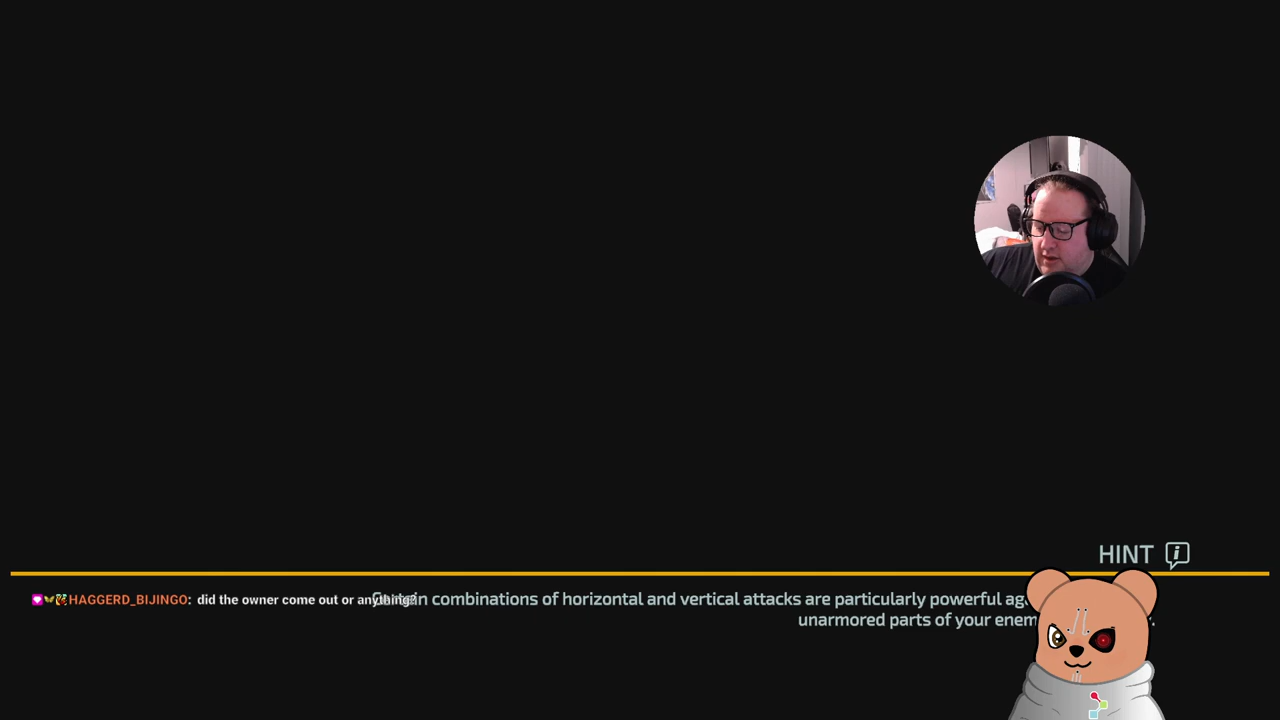 HINT
HAGGERD_BIJINGO: did the owner come out or anything?
combinations of horizontal and vertical attacks are particularly powerful
unarmored parts of your